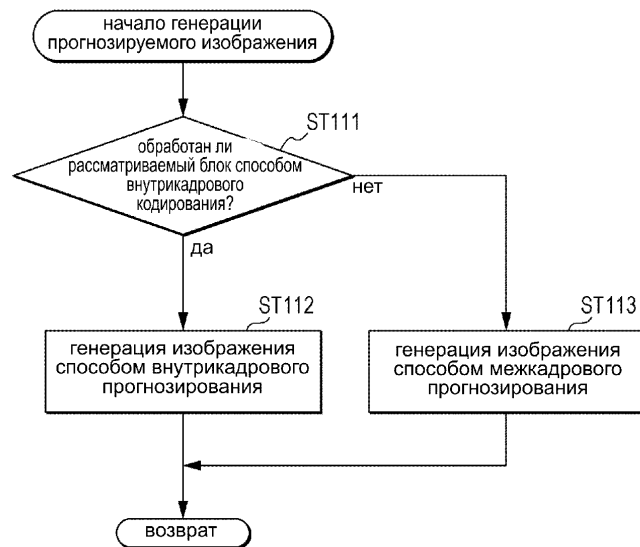 начало генерации
прогнозируемого изображения
ST111
обработан ли
рассматриваемый блок способом
внутрикадрового
кодирования?
нет
да
ST112
генерация изображения
способом внутрикадрового
прогнозирования
ST113
генерация изображения
способом межкадрового
прогнозирования
возврат